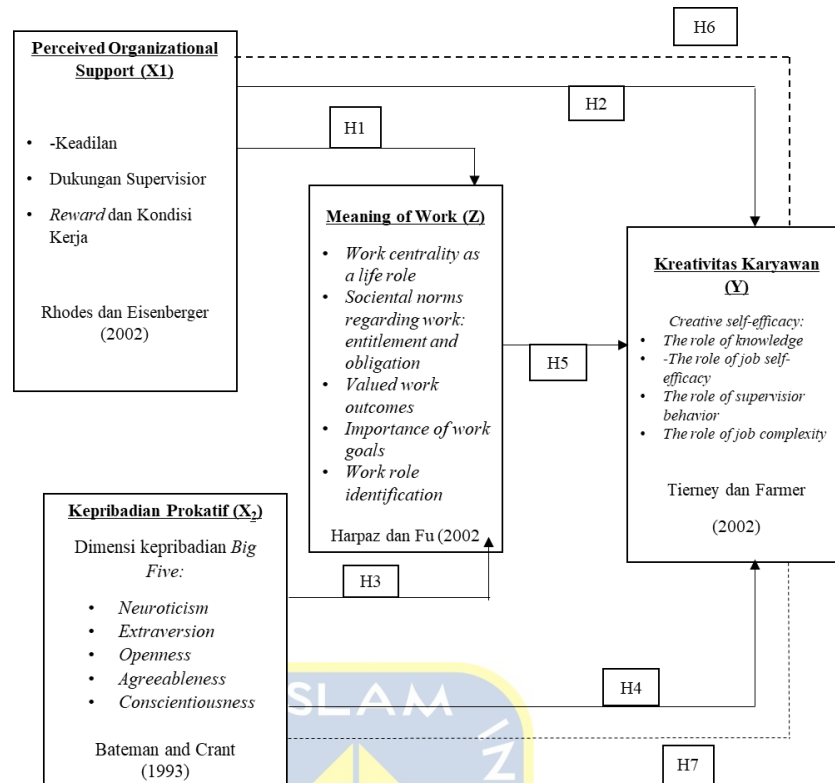 H6
Perceived Organizational
Support (X1)
• -Keadilan
• Dukungan Supervisior
• Reward dan Kondisi
Kerja
Rhodes dan Eisenberger
(2002)
H2
H1
Meaning of Work (Z)
• Work centrality as
a life role
• Sociental norms
regarding work:
entitlement and
obligation
• Valued work
outcomes
• Importance of work
goals
• Work role
identification
Harpaz dan Fu (2002
H5
Kreativitas Karyawan
(Y)
Creative self-efficacy:
• The role of knowledge
• -The role of job self-
efficacy
• The role of supervisior
behavior
• The role of job complexity
Tierney dan Farmer
(2002)
Kepribadian Prokatif (X2)
Dimensi kepribadian Big
Five:
• Neuroticism
• Extraversion
• Openness
• Agreeableness
• Conscientiousness
Bateman and Crant
(1993)
H3
H4
H7
SLAM